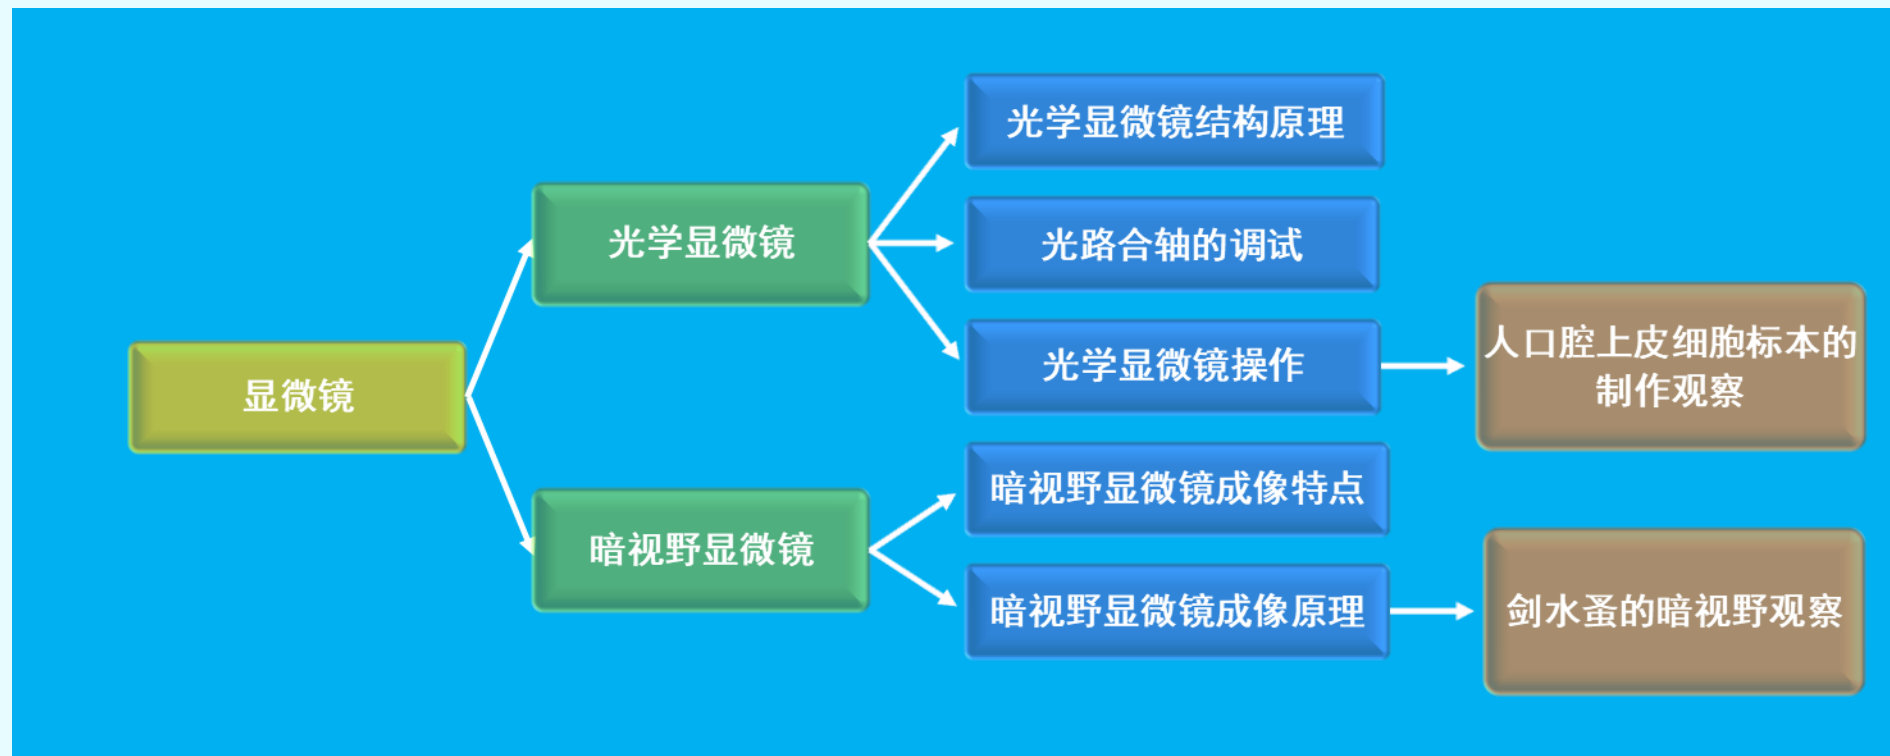 显微镜
光学显微镜
光学显微镜结构原理
光路合轴的调试
光学显微镜操作
人口腔上皮细胞标本的
制作观察
暗视野显微镜
暗视野显微镜成像特点
暗视野显微镜成像原理
剑水蚤的暗视野观察